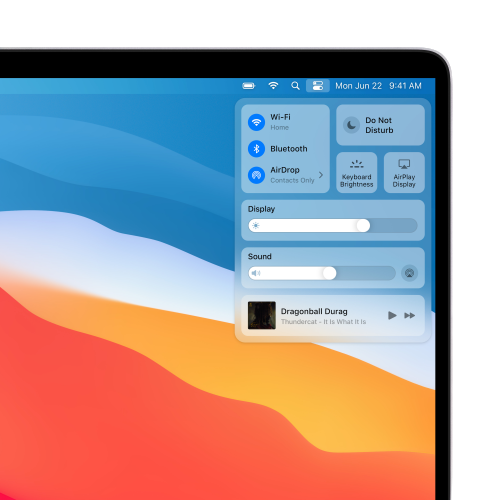 Mon Jun 22 9:41 AM
Wi-Fi
Home
Bluetooth
AirDrop
Contacts Only
Do Not
Disturb
Keyboard
Brightness
AirPlay
Display
Display
Sound
Dragonball Durag
Thundercat - It Is What It Is